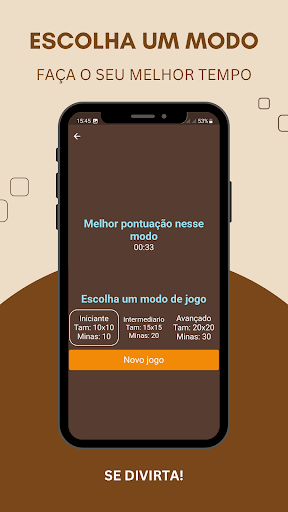 ESCOLHA UM MODO
FAÇA O SEU MELHOR TEMPO
15:45
53%
Melhor pontuação nesse
modo
00:33
Escolha um modo de jogo
Iniciante
Tam: 10x10
Minas: 10
Intermediario
Tam: 15x15
Minas: 20
Avançado
Tam: 20x20
Minas: 30
Novo jogo
SE DIVIRTA!